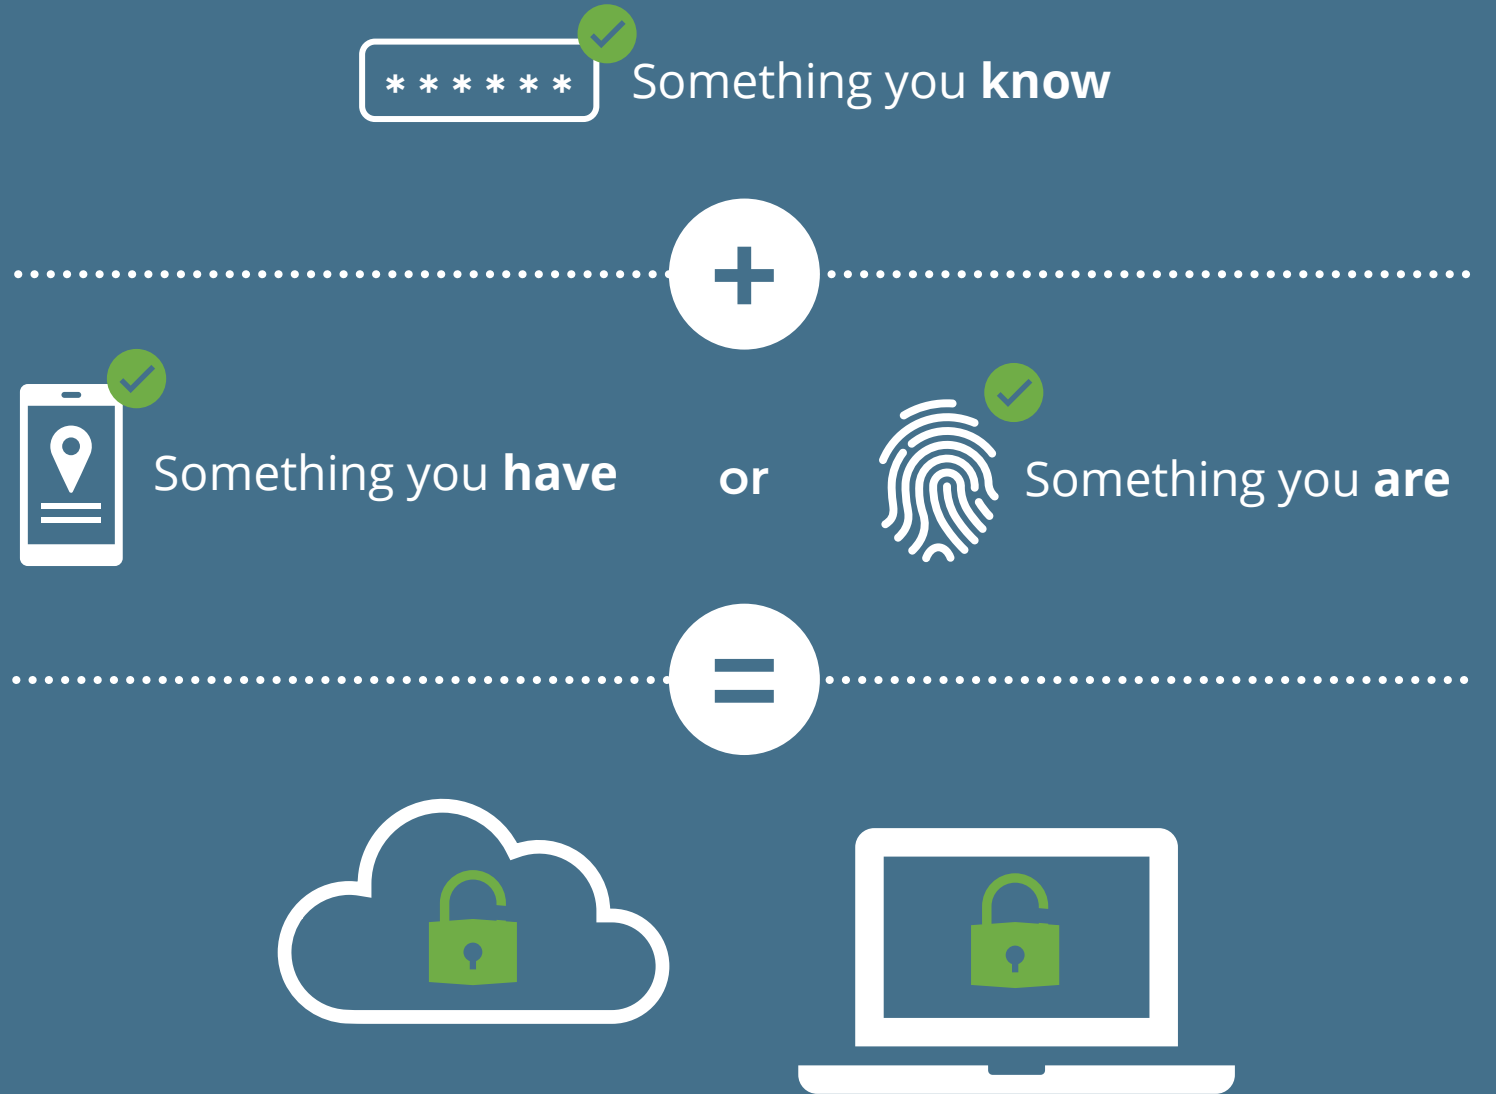 ****** Something you know
+
Something you have or Something you are
=